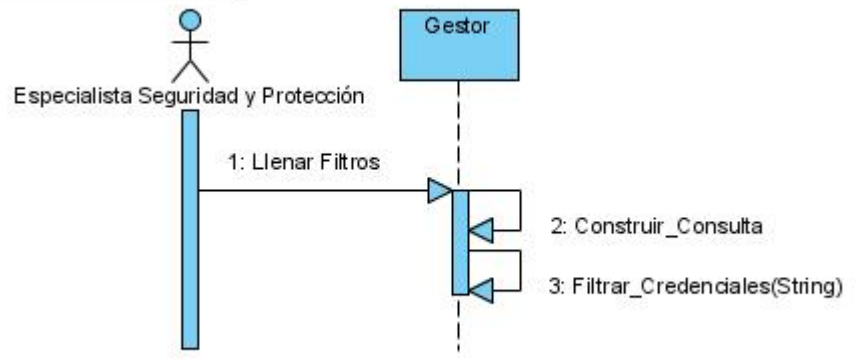 Gestor
Especialista Seguridad y Protección
1: Llenar Filtros
2: Construir_Consulta
3: Filtrar_Credenciales(String)